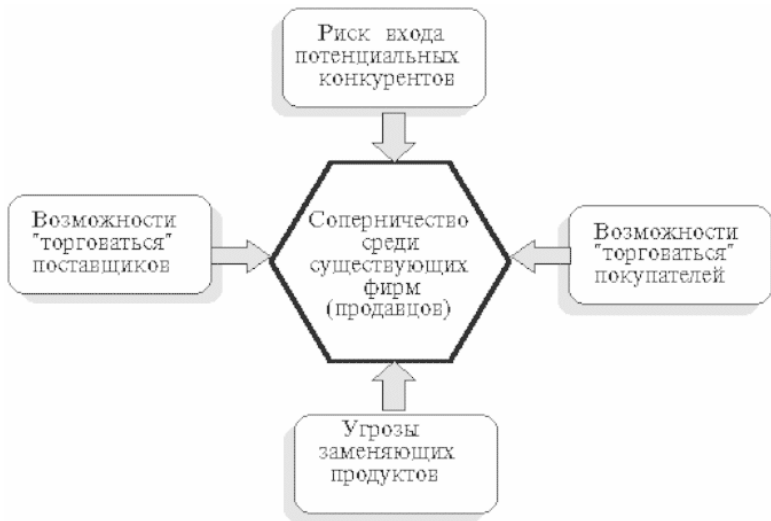 Риск входа
потенциальных
конкурентов
Возможности
"торговаться"
поставщиков
Соперничество
среди
существующих
фирм
(продавцов)
Возможности
"торговаться"
покупателей
Угрозы
заменяющих
продуктов